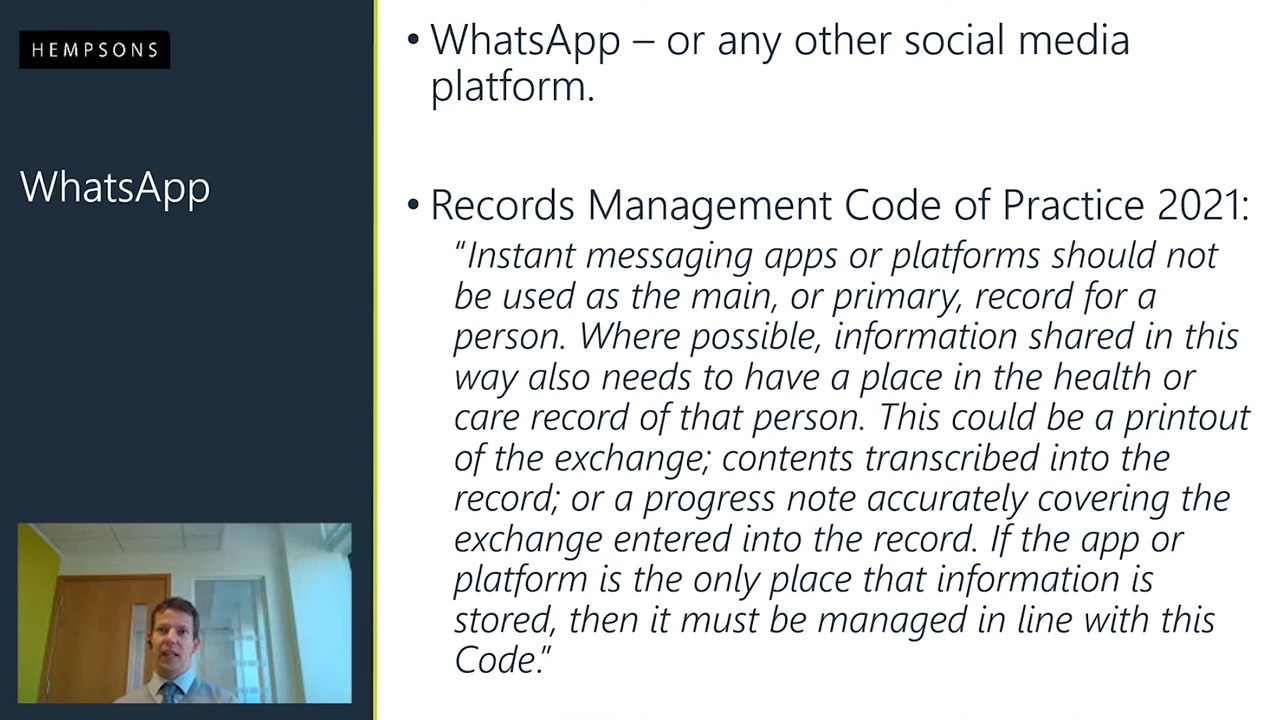 HEMPSONS
WhatsApp
• WhatsApp – or any other social media
platform.
• Records Management Code of Practice 2021:
“Instant messaging apps or platforms should not
be used as the main, or primary, record for a
person. Where possible, information shared in this
way also needs to have a place in the health or
care record of that person. This could be a printout
of the exchange; contents transcribed into the
record; or a progress note accurately covering the
exchange entered into the record. If the app or
platform is the only place that information is
stored, then it must be managed in line with this
Code.”